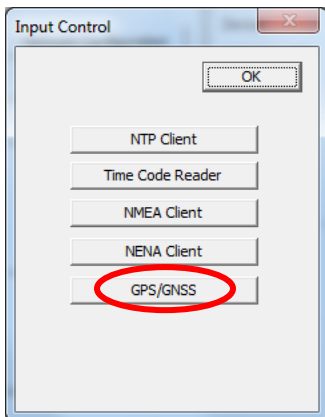 Input Control
OK
NTP Client
Time Code Reader
NMEA Client
NENA Client
GPS/GNSS